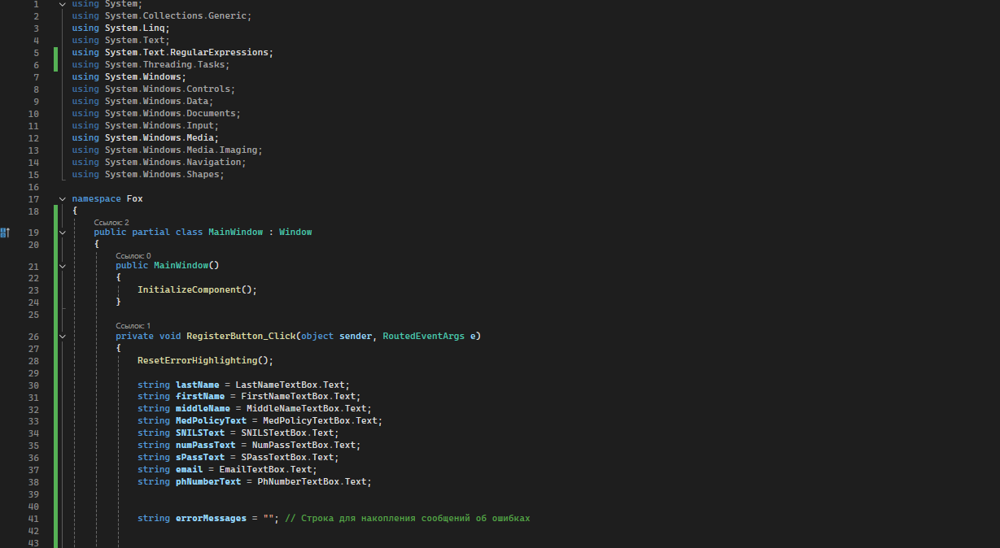 1 using System;
2 using System.Collections.Generic;
3 using System.Linq;
4 using System.Text;
5 using System.Text.RegularExpressions;
6 using System.Threading.Tasks;
7 using System.Windows;
8 using System.Windows.Controls;
9 using System.Windows.Data;
10 using System.Windows.Documents;
11 using System.Windows.Input;
12 using System.Windows.Media;
13 using System.Windows.Media.Imaging;
14 using System.Windows.Navigation;
15 using System.Windows.Shapes;
16
17 namespace Fox
18 {
Ссылок: 2
19 public partial class MainWindow : Window
20 {
Ссылок: 0
21 public MainWindow()
22 {
23 InitializeComponent();
24 }
25
Ссылок: 1
26 private void RegisterButton_Click(object sender, RoutedEventArgs e)
27 {
28 ResetErrorHighlighting();
29
30 string lastName = LastNameTextBox.Text;
31 string firstName = FirstNameTextBox.Text;
32 string middleName = MiddleNameTextBox.Text;
33 string MedPolicyText = MedPolicyTextBox.Text;
34 string SNILSText = SNILSTextBox.Text;
35 string numPassText = NumPassTextBox.Text;
36 string sPassText = SPassTextBox.Text;
37 string email = EmailTextBox.Text;
38 string phNumberText = PhNumberTextBox.Text;
39
40
41 string errorMessages = ""; // Строка для накопления сообщений об ошибках
42
43